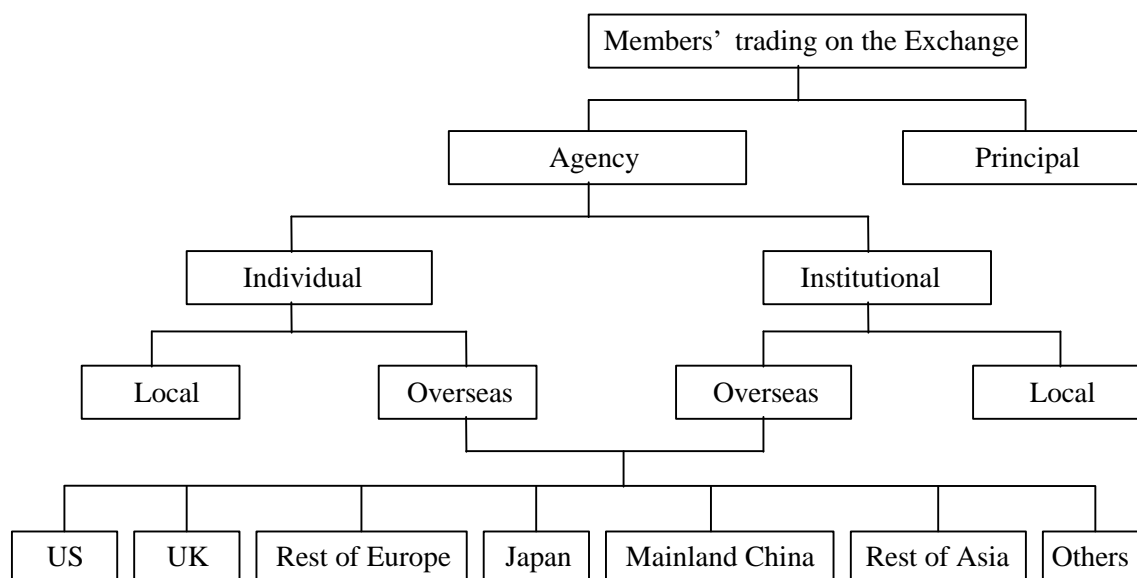 Members’ trading on the Exchange
Agency
Principal
Individual
Institutional
Local
Overseas
Overseas
Local
US
UK
Rest of Europe
Japan
Mainland China
Rest of Asia
Others